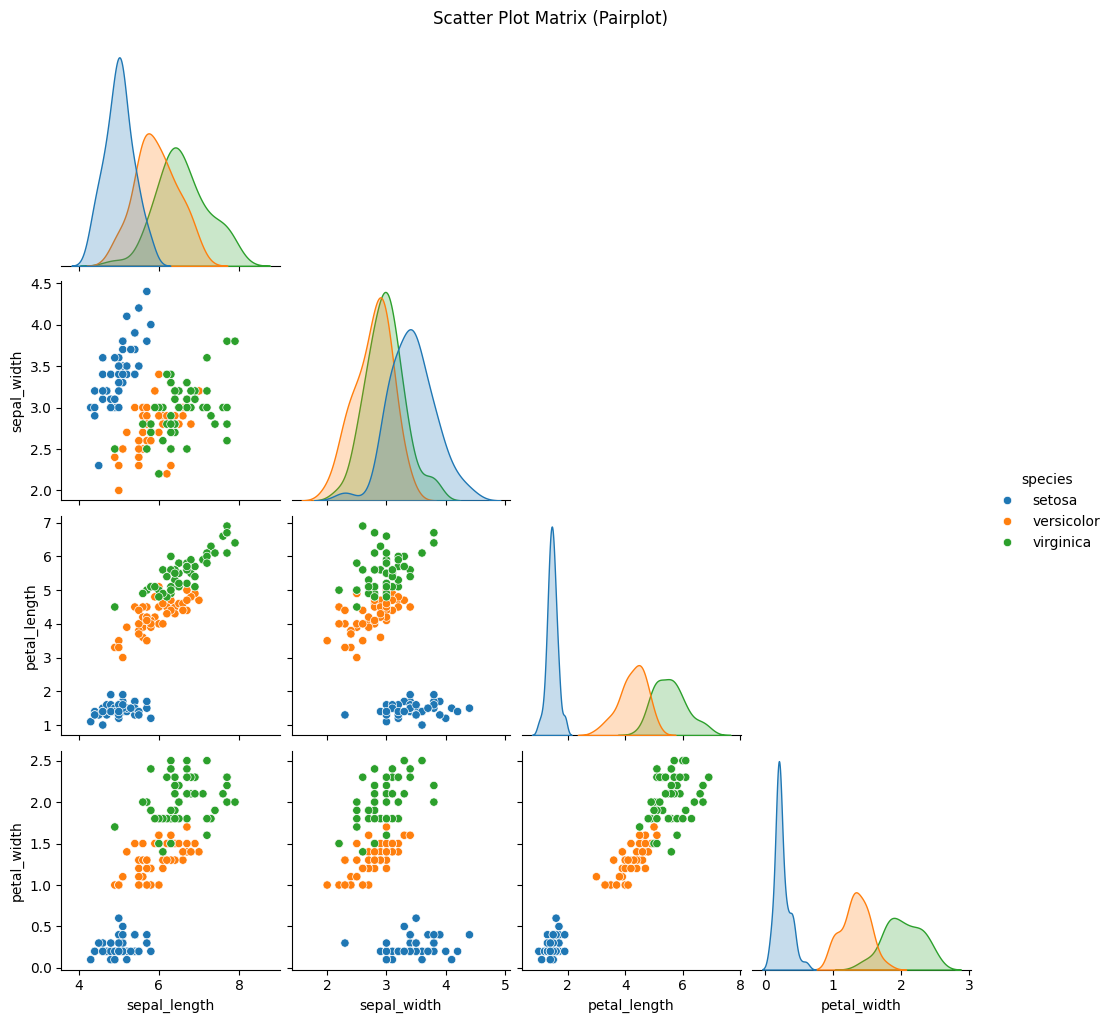 Scatter Plot Matrix (Pairplot)
4.5
4.0
3.5
3.0
2.5
2.0
sepal_width
7
6
5
4
3
2
1
petal_length
species
setosa
versicolor
virginica
2.5
2.0
1.5
1.0
0.5
0.0
petal_width
4 6 8
sepal_length
2 3 4 5
sepal_width
2 4 6 8
petal_length
0 1 2 3
petal_width